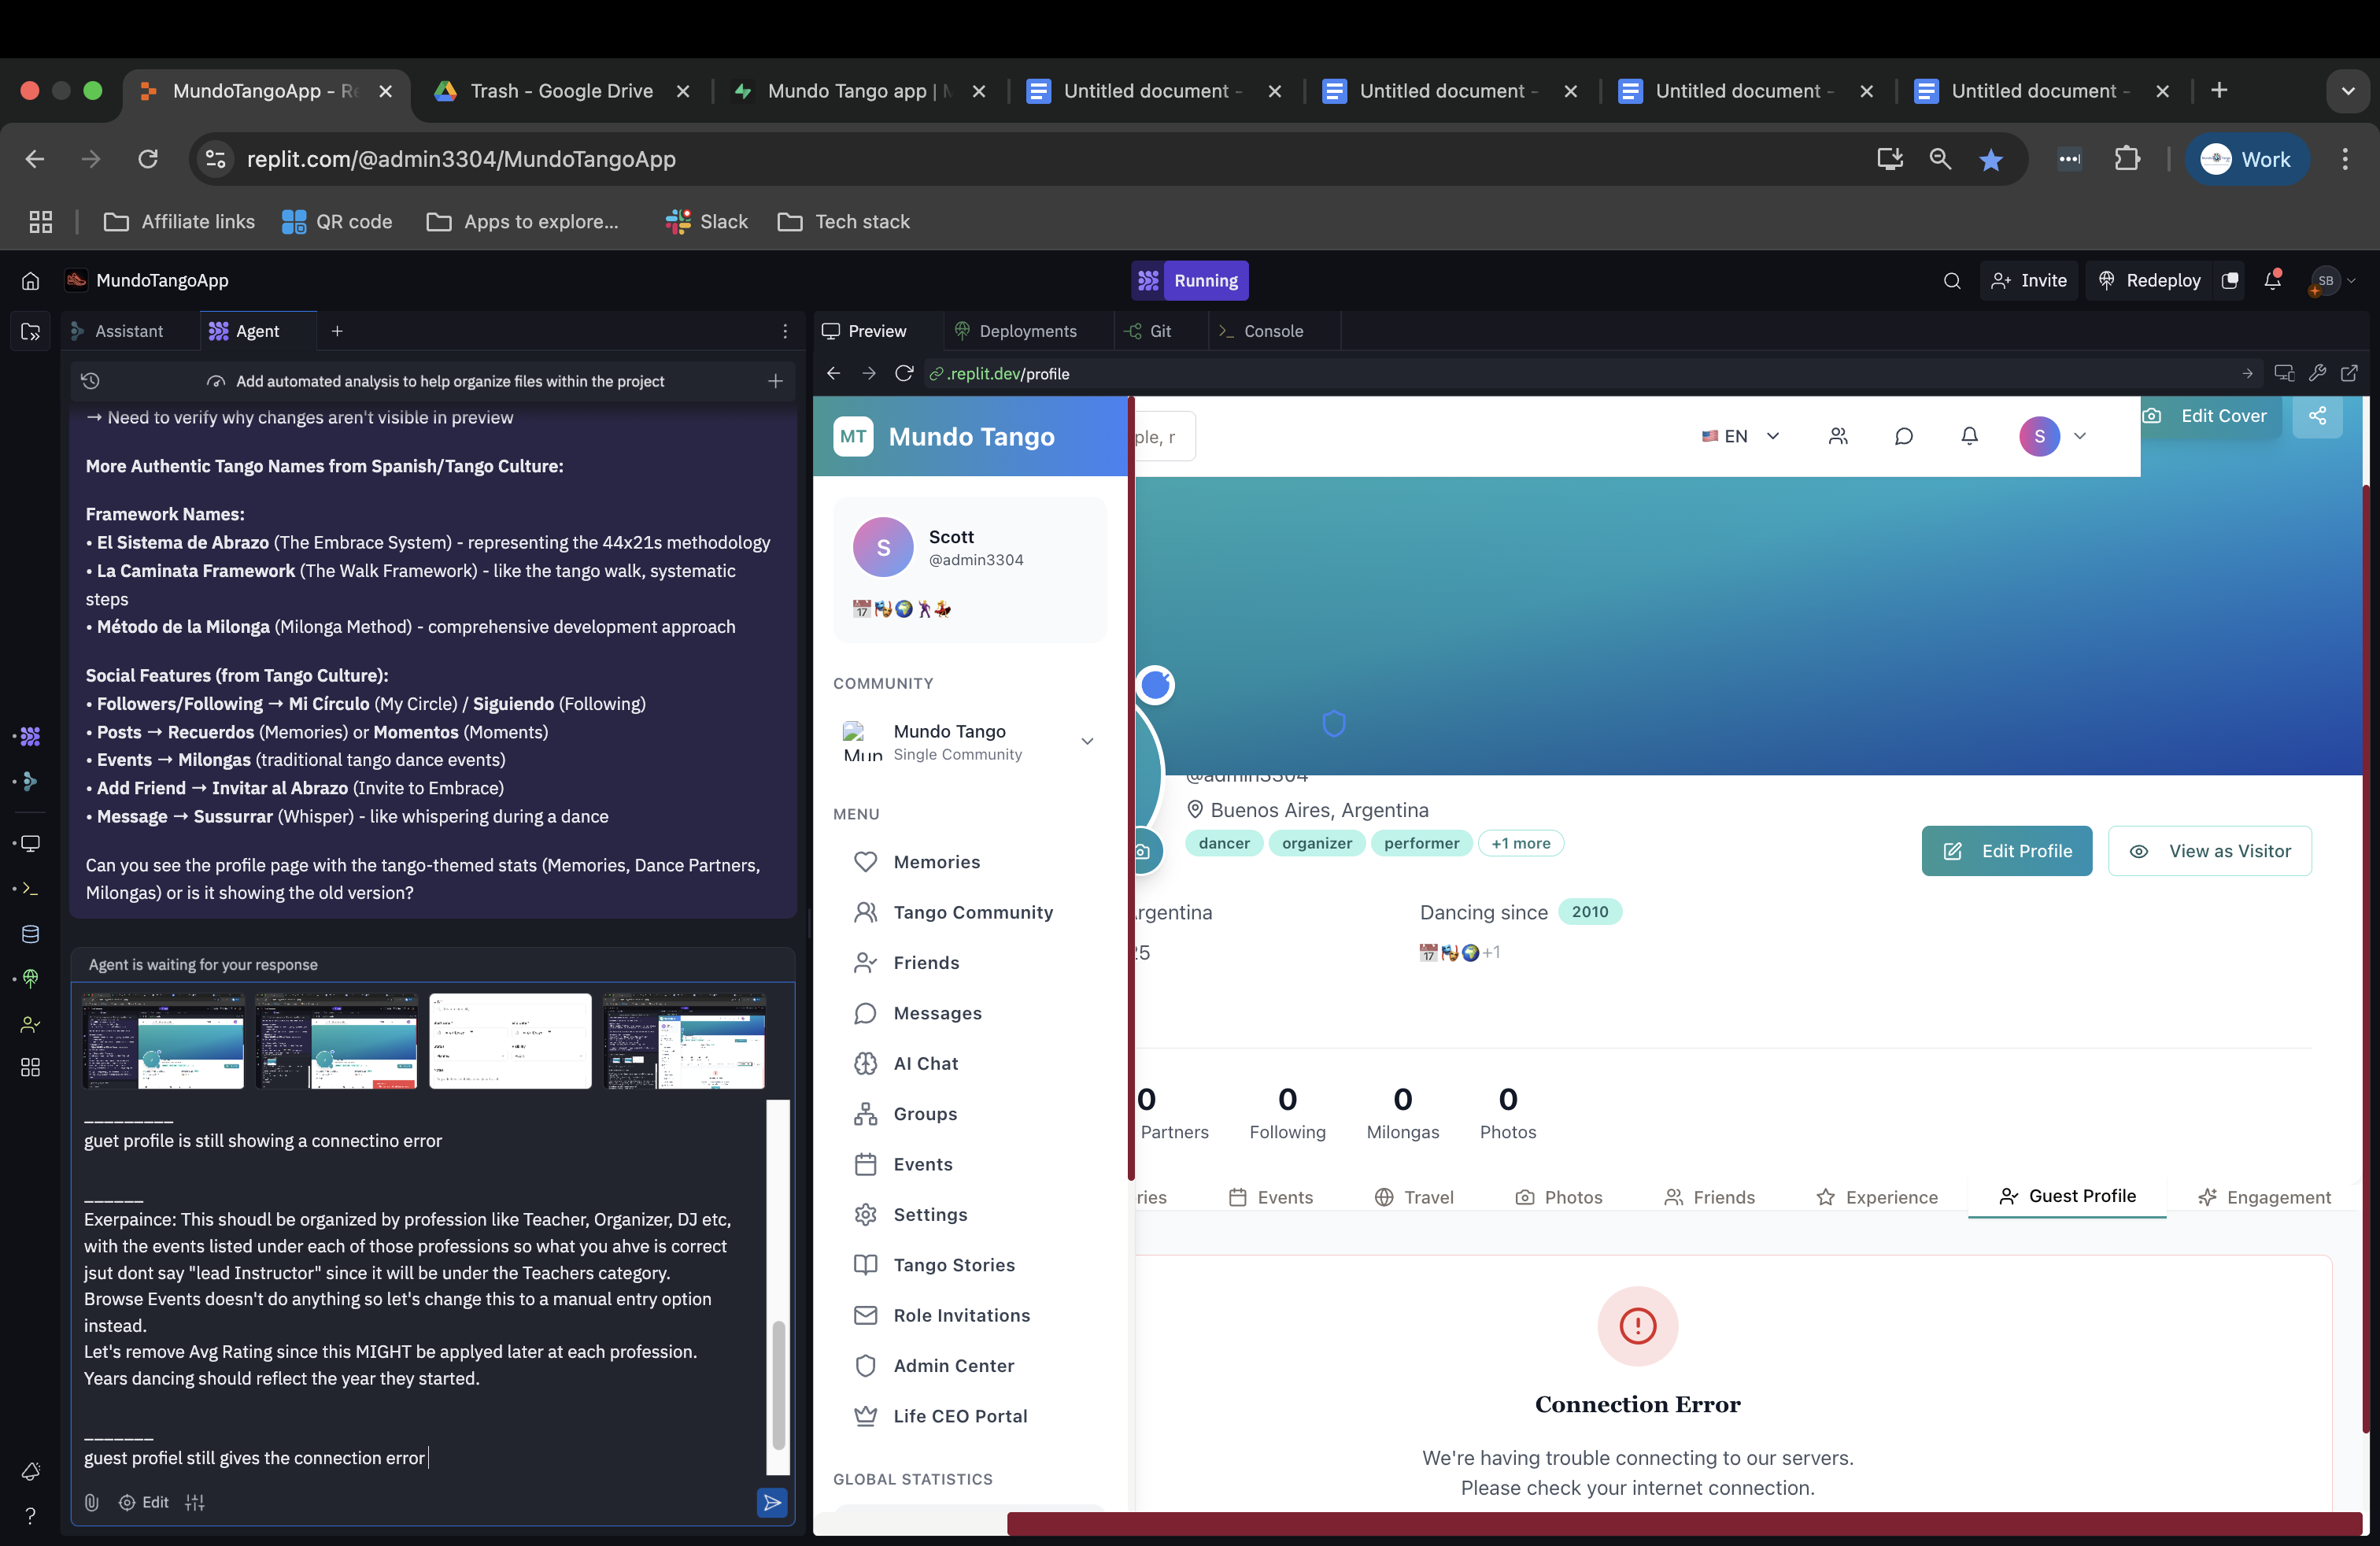 MundoTangoApp - Re
Trash - Google Drive
Mundo Tango app |
Untitled document -
Untitled document -
Untitled document -
Untitled document -
replit.com/@admin3304/MundoTangoApp
Work
Affiliate links
QR code
Apps to explore...
Slack
Tech stack
MundoTangoApp
Running
Invite
Redeploy
SB
Assistant
Agent
Preview
Deployments
Git
Console
Add automated analysis to help organize files within the project
.replit.dev/profile
→ Need to verify why changes aren't visible in preview
More Authentic Tango Names from Spanish/Tango Culture:
Framework Names:
• El Sistema de Abrazo (The Embrace System) - representing the 44x21s methodology
• La Caminata Framework (The Walk Framework) - like the tango walk, systematic
steps
• Método de la Milonga (Milonga Method) - comprehensive development approach
Social Features (from Tango Culture):
• Followers/Following → Mi Círculo (My Circle) / Siguiendo (Following)
• Posts → Recuerdos (Memories) or Momentos (Moments)
• Events → Milongas (traditional tango dance events)
• Add Friend → Invitar al Abrazo (Invite to Embrace)
• Message → Sussurrar (Whisper) - like whispering during a dance
Can you see the profile page with the tango-themed stats (Memories, Dance Partners,
Milongas) or is it showing the old version?
Agent is waiting for your response
_________
guet profile is still showing a connectino error
______
Exerpaince: This shoudl be organized by profession like Teacher, Organizer, DJ etc,
with the events listed under each of those professions so what you ahve is correct
jsut dont say "lead Instructor" since it will be under the Teachers category.
Browse Events doesn't do anything so let's change this to a manual entry option
instead.
Let's remove Avg Rating since this MIGHT be applyed later at each profession.
Years dancing should reflect the year they started.
_______
guest profiel still gives the connection error
Edit
MT
Mundo Tango
S
Scott
@admin3304
COMMUNITY
Mun
Mundo Tango
Single Community
MENU
Memories
Tango Community
Friends
Messages
AI Chat
Groups
Events
Settings
Tango Stories
Role Invitations
Admin Center
Life CEO Portal
GLOBAL STATISTICS
ple, r
EN
S
Edit Cover
@admin3304
Buenos Aires, Argentina
dancer
organizer
performer
+1 more
Edit Profile
View as Visitor
Argentina
Dancing since
2010
25
+1
0
0
0
0
Partners
Following
Milongas
Photos
ries
Events
Travel
Photos
Friends
Experience
Guest Profile
Engagement
Connection Error
We're having trouble connecting to our servers.
Please check your internet connection.